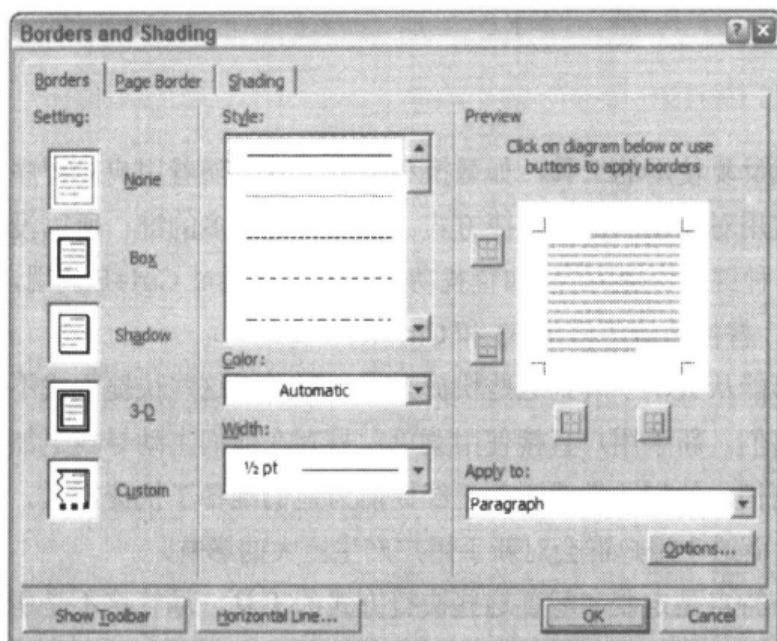 Borders and Shading
Borders
Page Border
Shading
Setting:
None
Box
Shadow
3-D
Custom
Style:
Color:
Automatic
Width:
½ pt
Preview
Click on diagram below or use
buttons to apply borders
Apply to:
Paragraph
Options...
Show Toolbar
Horizontal Line...
OK
Cancel